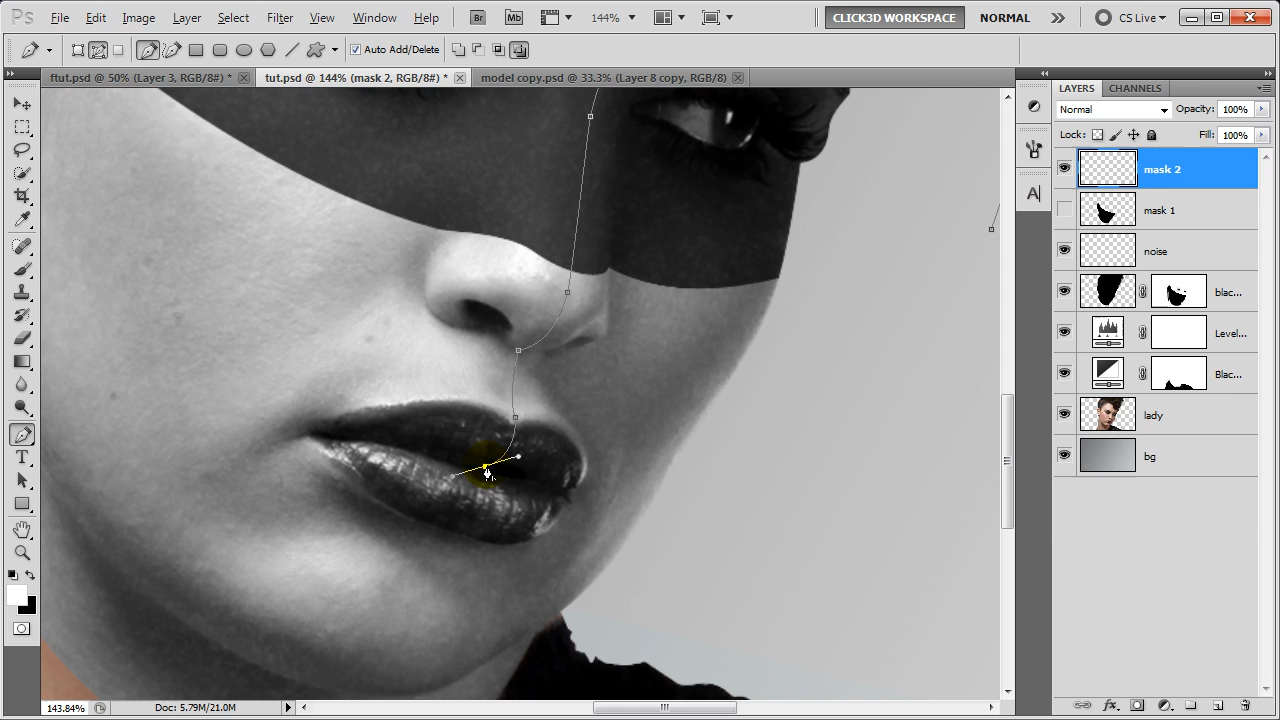 Ps File Edit Image Layer Select Filter View Window Help Br Mb 144% CLICK3D WORKSPACE NORMAL CS Live
Auto Add/Delete
ftut.psd @ 50% (Layer 3, RGB/8#) * tut.psd @ 144% (mask 2, RGB/8#) * model copy.psd @ 33.3% (Layer 8 copy, RGB/8)
LAYERS CHANNELS
Normal Opacity: 100%
Lock: Fill: 100%
mask 2
mask 1
noise
blac...
Level...
Blac...
lady
bg
143.84% Doc: 5.79M/21.0M